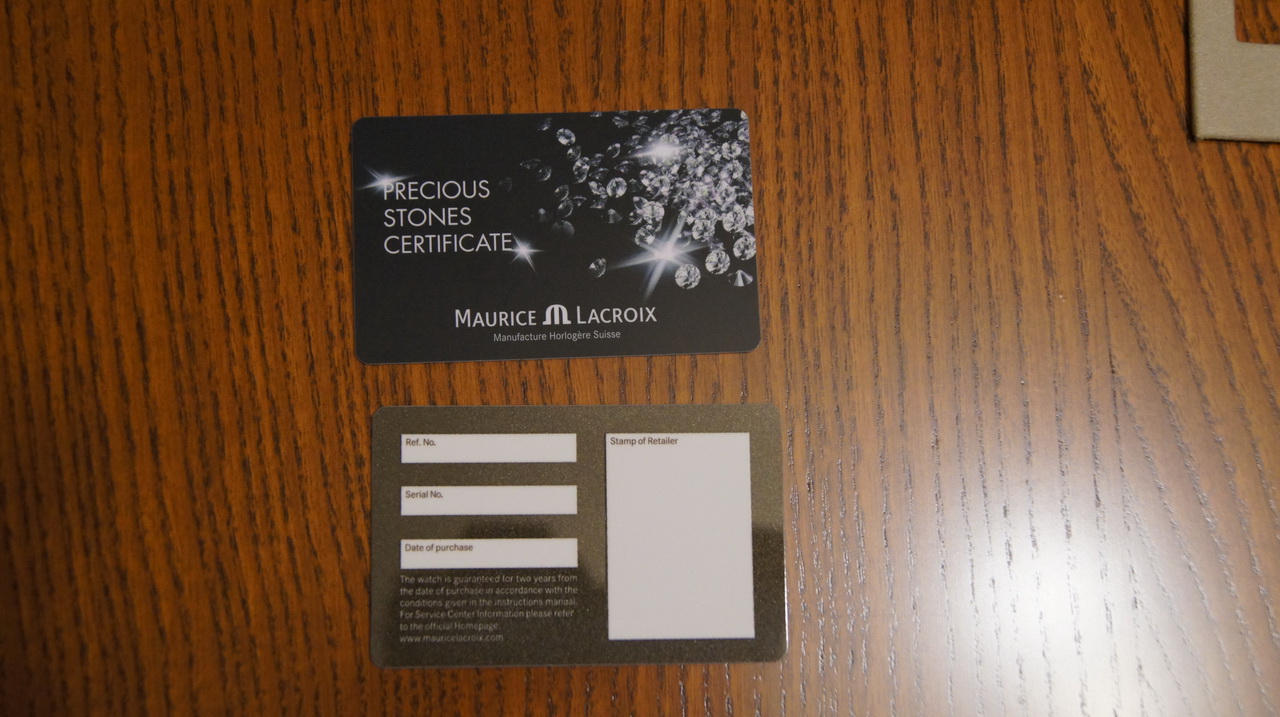 PRECIOUS
STONES
CERTIFICATE
MAURICE LACROIX
Manufacture Horlogère Suisse
Ref. No.
Stamp of Retailer
Serial No.
Date of purchase
The watch is guaranteed for two years from
the date of purchase in accordance with the
conditions given in the instructions manual.
For Service Center Information please refer
to the official Homepage:
www.mauricelacroix.com